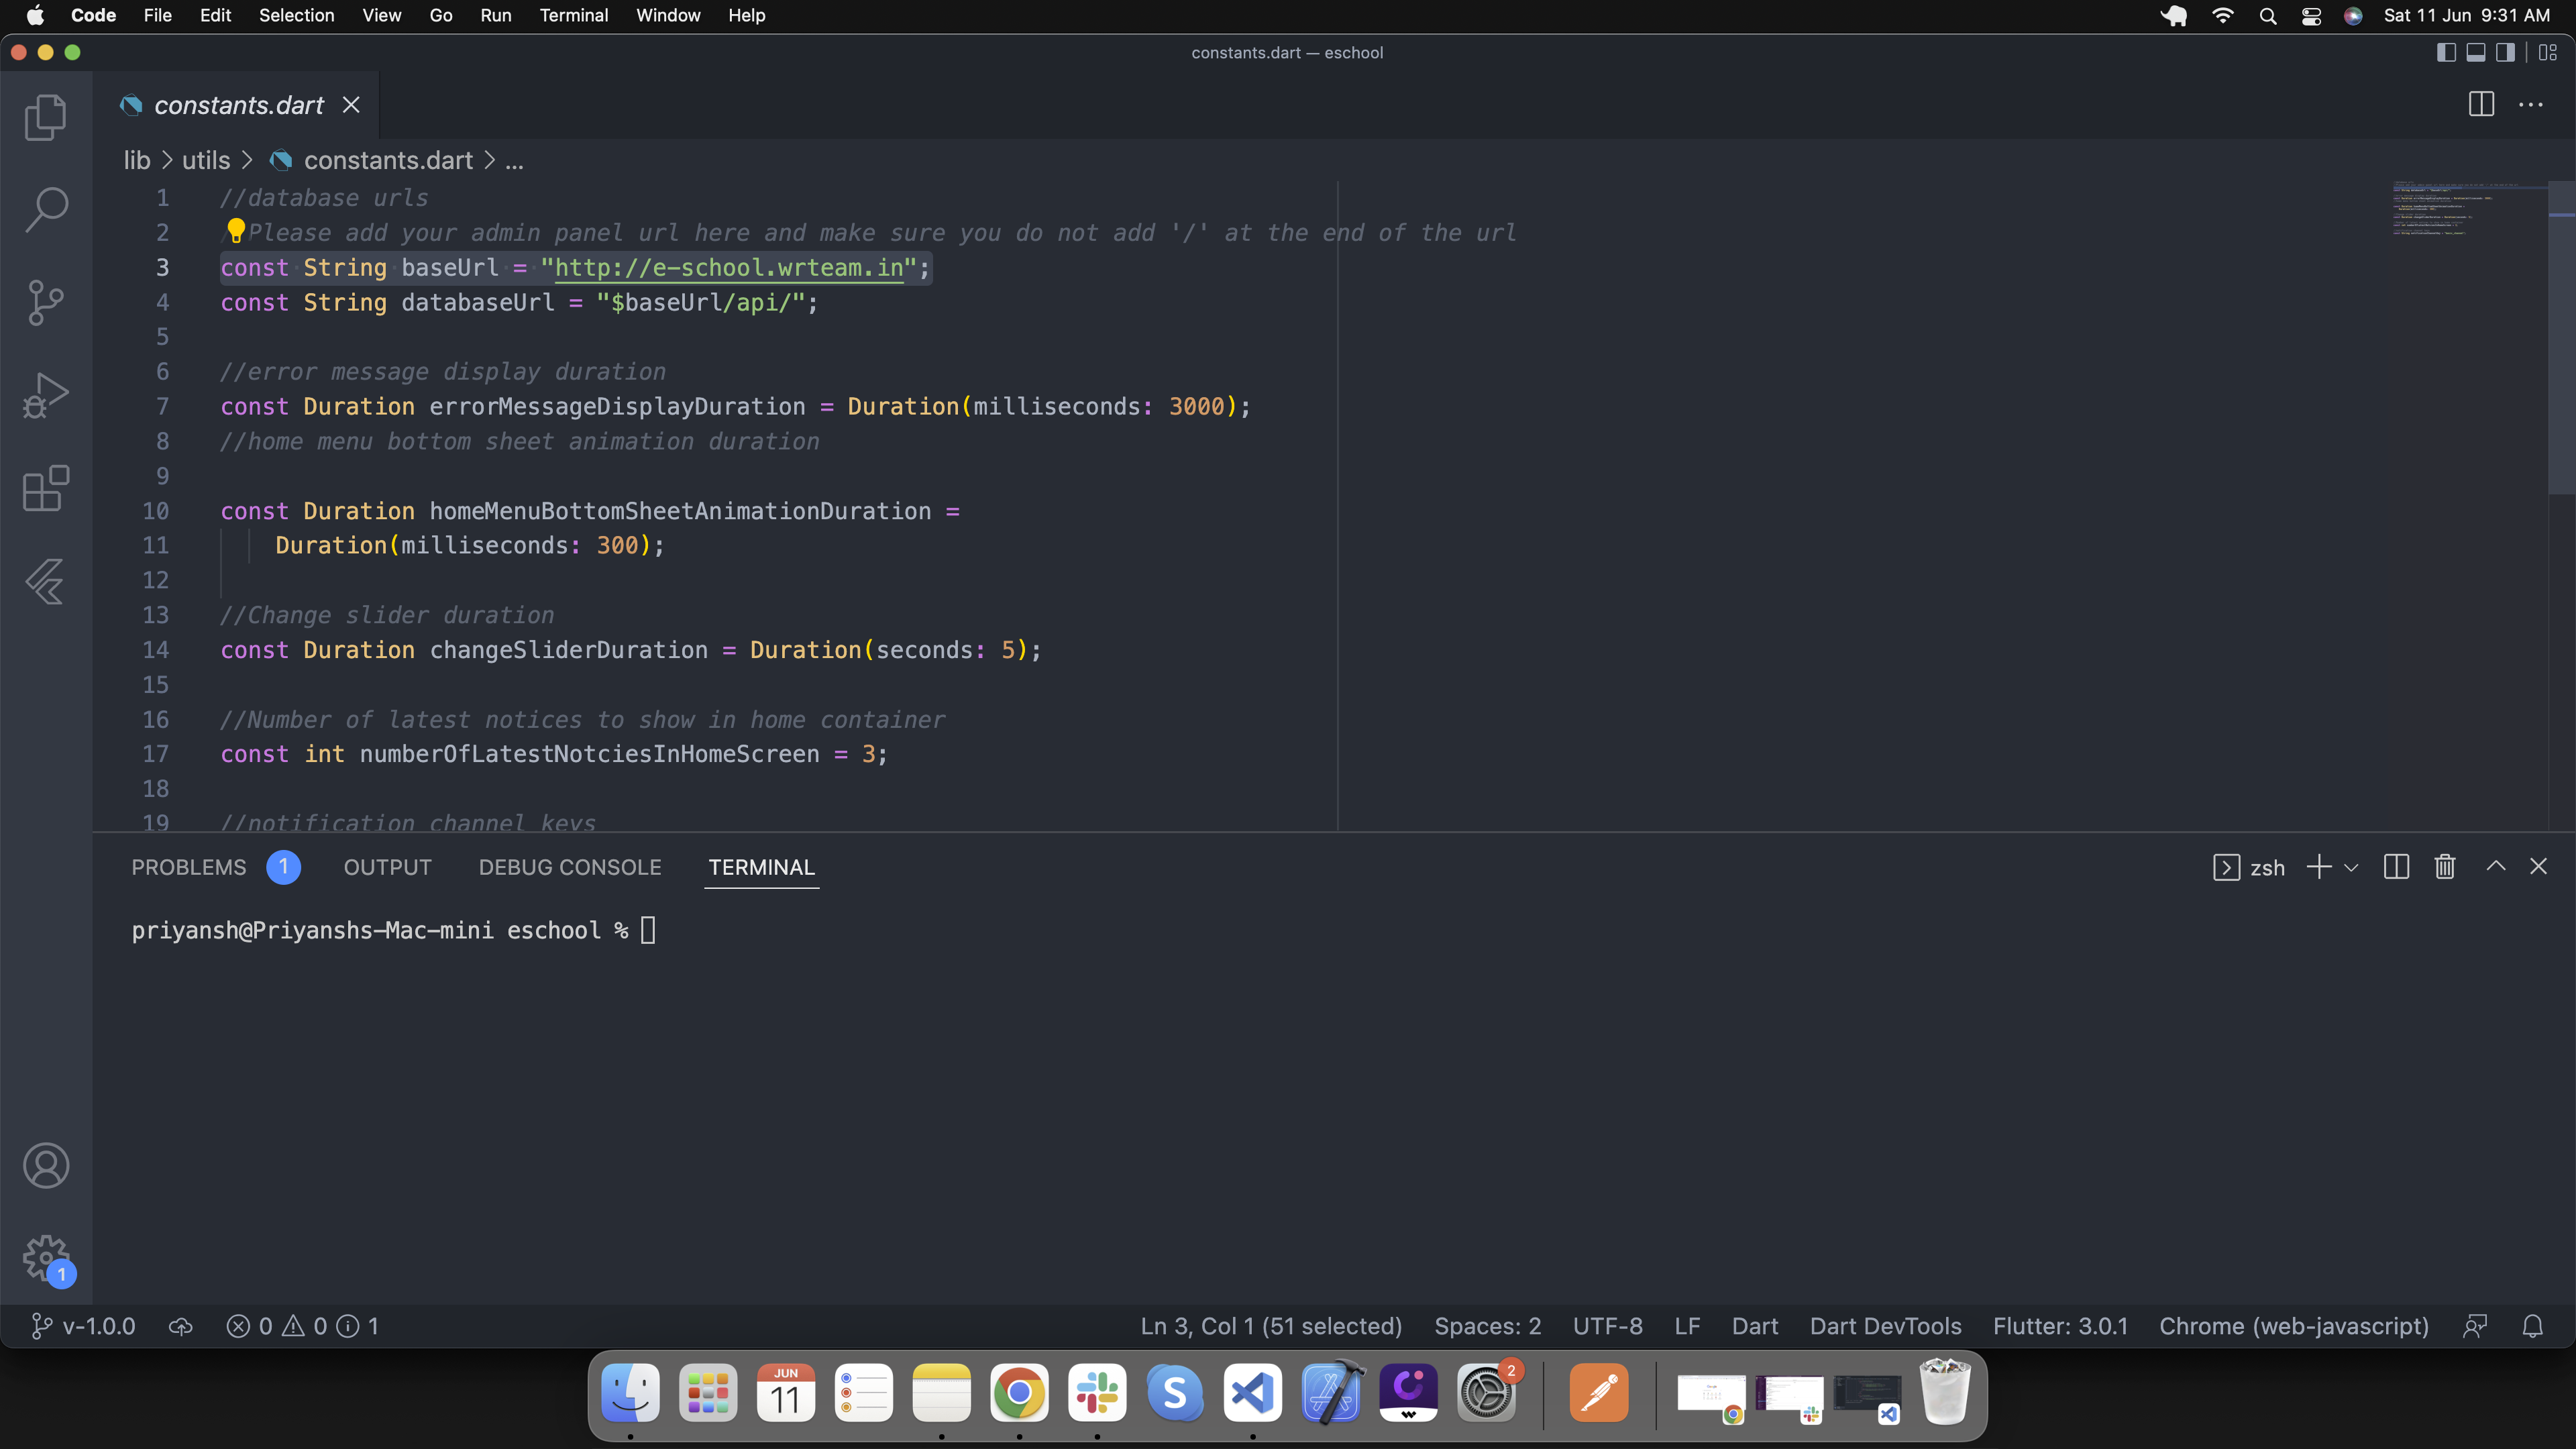 Code File Edit Selection View Go Run Terminal Window Help Sat 11 Jun 9:31 AM
constants.dart — eschool
constants.dart
lib > utils > constants.dart > ...
1 //database urls
2 Please add your admin panel url here and make sure you do not add '/' at the end of the url
3 const String baseUrl = "http://e-school.wrteam.in";
4 const String databaseUrl = "$baseUrl/api/";
5
6 //error message display duration
7 const Duration errorMessageDisplayDuration = Duration(milliseconds: 3000);
8 //home menu bottom sheet animation duration
9
10 const Duration homeMenuBottomSheetAnimationDuration =
11 Duration(milliseconds: 300);
12
13 //Change slider duration
14 const Duration changeSliderDuration = Duration(seconds: 5);
15
16 //Number of latest notices to show in home container
17 const int numberOfLatestNotciesInHomeScreen = 3;
18
19 //notification channel keys
PROBLEMS 1 OUTPUT DEBUG CONSOLE TERMINAL zsh
priyansh@Priyanshs-Mac-mini eschool %
1
v-1.0.0 0 0 1 Ln 3, Col 1 (51 selected) Spaces: 2 UTF-8 LF Dart Dart DevTools Flutter: 3.0.1 Chrome (web-javascript)
JUN 11 S 2